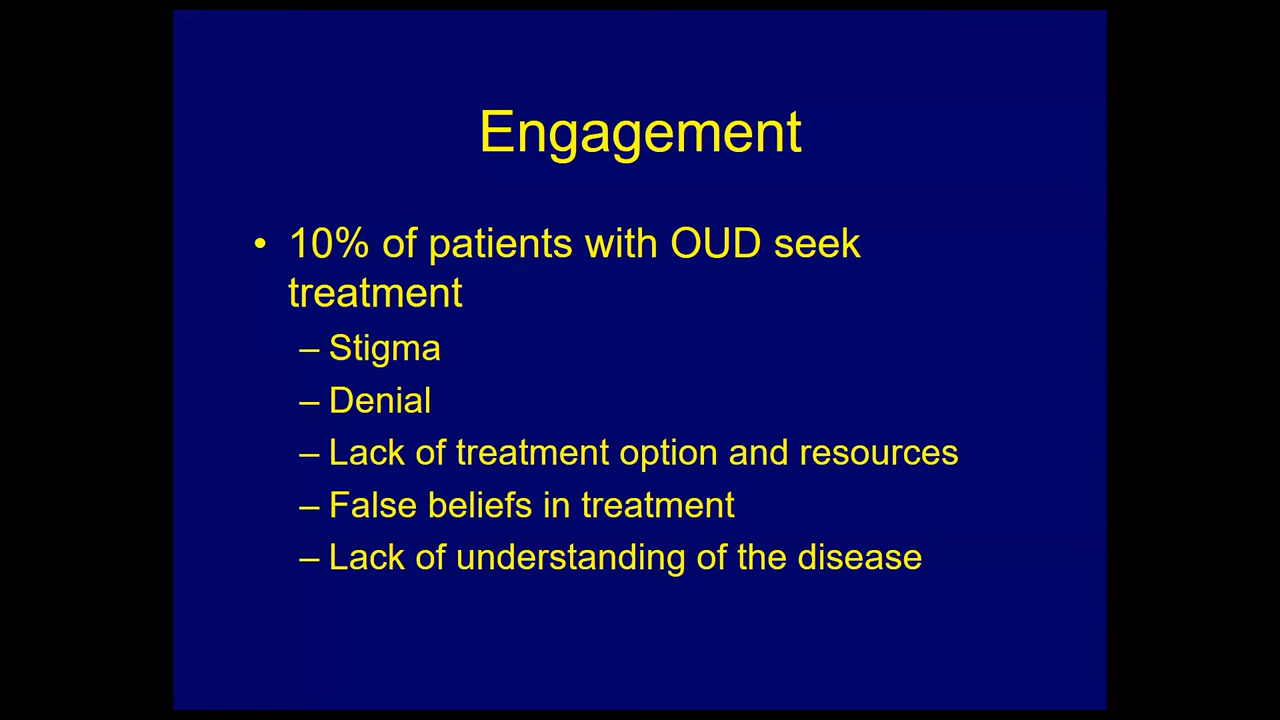 Engagement
• 10% of patients with OUD seek
treatment
– Stigma
– Denial
– Lack of treatment option and resources
– False beliefs in treatment
– Lack of understanding of the disease